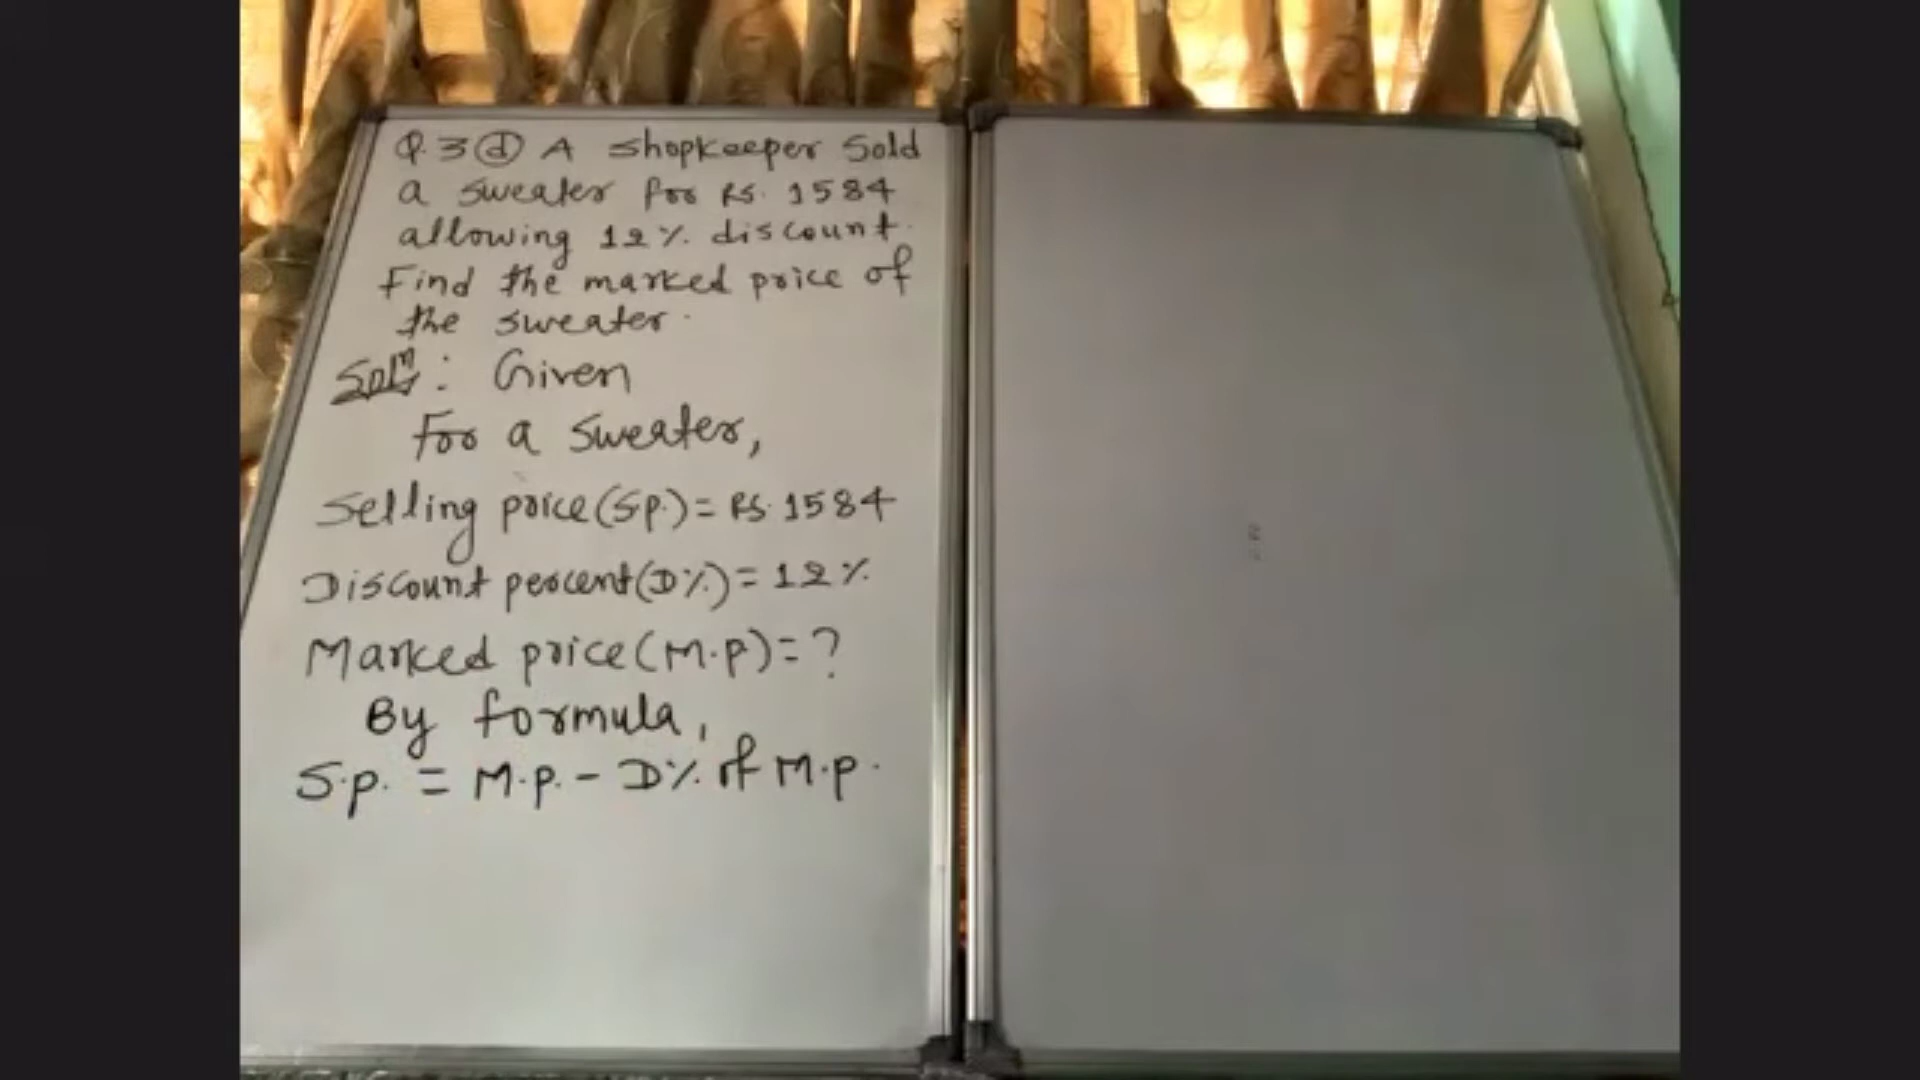 Q.3 (d) A shopkeeper Sold
a sweater for Rs. 1584
allowing 12% discount.
Find the marked price of
the sweater.
Solⁿ: Given
For a sweater,
Selling price(S.P.) = Rs. 1584
Discount percent(D%) = 12%
Marked price(M.P) = ?
By formula,
S.p. = M.p. - D% of M.p.